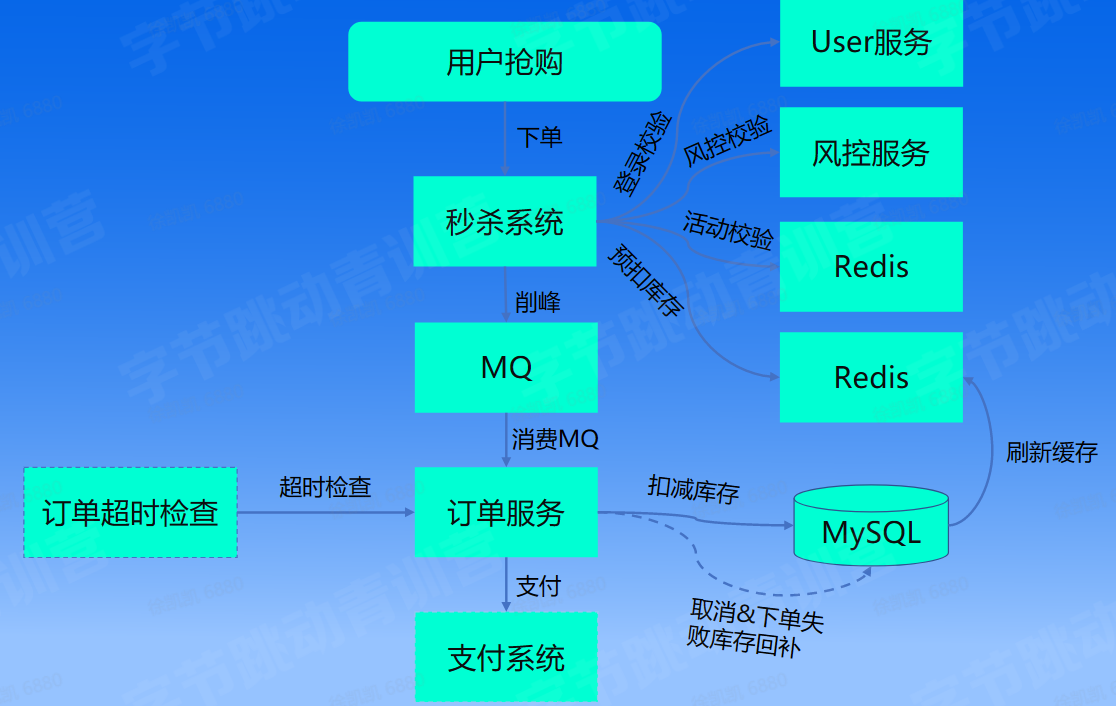 用户抢购
User服务
下单
登录校验
风控校验
风控服务
秒杀系统
活动校验
预扣库存
Redis
削峰
MQ
Redis
消费MQ
刷新缓存
订单超时检查
超时检查
订单服务
扣减库存
MySQL
支付
取消&下单失
败库存回补
支付系统
字节跳动青训营